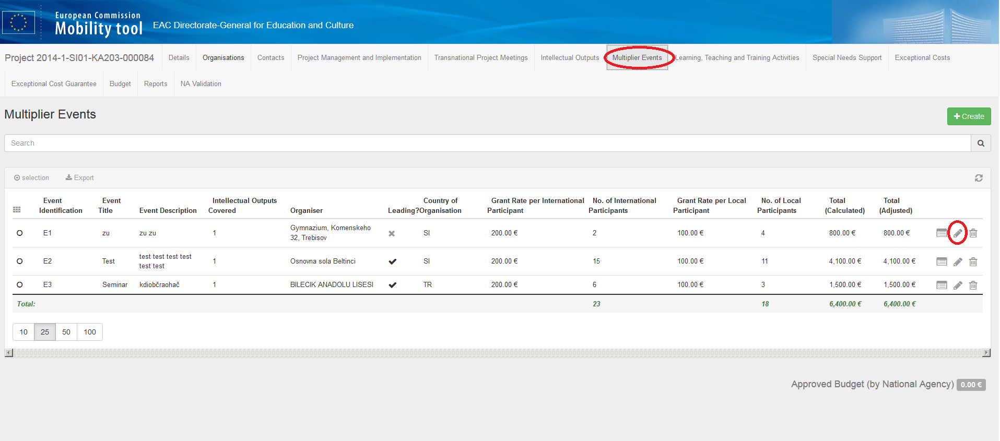 European Commission
Mobility tool
EAC Directorate-General for Education and Culture
Project 2014-1-SI01-KA203-000084 Details Organisations Contacts Project Management and Implementation Transnational Project Meetings Intellectual Outputs Multiplier Events Learning, Teaching and Training Activities Special Needs Support Exceptional Costs
Exceptional Cost Guarantee Budget Reports NA Validation
Multiplier Events
Create
Search
selection Export
Event Identification Event Title Event Description Intellectual Outputs Covered Organiser Leading? Country of Organisation Grant Rate per International Participant No. of International Participants Grant Rate per Local Participant No. of Local Participants Total (Calculated) Total (Adjusted)
E1 zu zu zu 1 Gymnazium, Komenskeho 32, Trebisov SI 200.00 € 2 100.00 € 4 800.00 € 800.00 €
E2 Test test test test test test test 1 Osnovna sola Beltinci SI 200.00 € 15 100.00 € 11 4,100.00 € 4,100.00 €
E3 Seminar kdiobčraohač 1 BILECIK ANADOLU LISESI TR 200.00 € 6 100.00 € 3 1,500.00 € 1,500.00 €
Total: 23 18 6,400.00 € 6,400.00 €
10 25 50 100
Approved Budget (by National Agency) 0.00 €